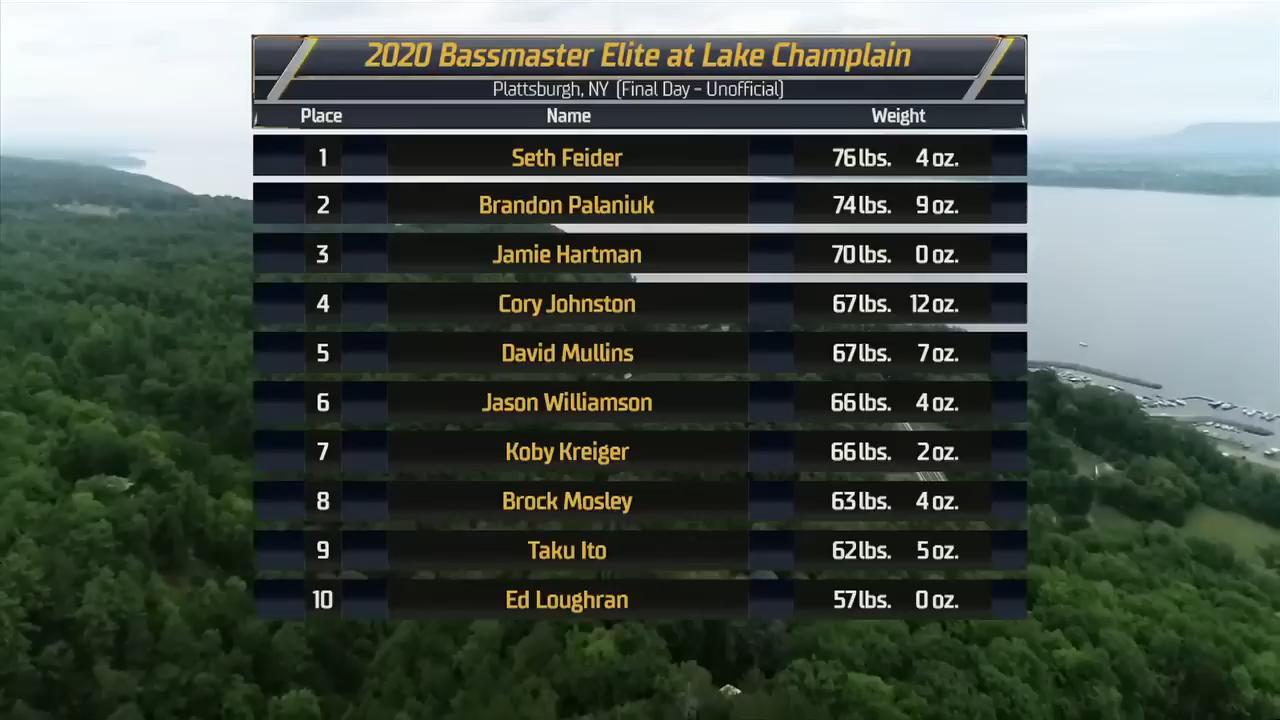 2020 Bassmaster Elite at Lake Champlain
Plattsburgh, NY (Final Day - Unofficial)
Place Name Weight
1 Seth Feider 76 lbs. 4 oz.
2 Brandon Palaniuk 74 lbs. 9 oz.
3 Jamie Hartman 70 lbs. 0 oz.
4 Cory Johnston 67 lbs. 12 oz.
5 David Mullins 67 lbs. 7 oz.
6 Jason Williamson 66 lbs. 4 oz.
7 Koby Kreiger 66 lbs. 2 oz.
8 Brock Mosley 63 lbs. 4 oz.
9 Taku Ito 62 lbs. 5 oz.
10 Ed Loughran 57 lbs. 0 oz.